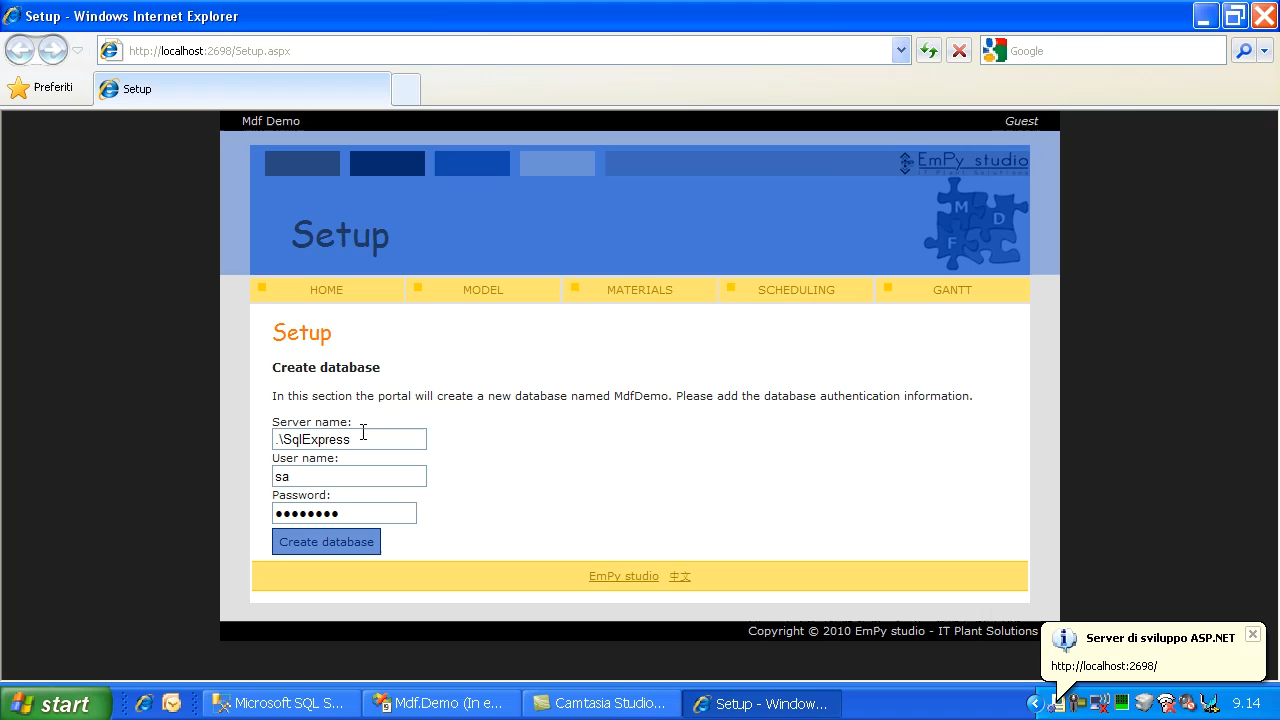 Setup - Windows Internet Explorer
http://localhost:2698/Setup.aspx
Google
Preferiti
Setup
Mdf Demo
Guest
EmPy studio
IT Plant Solutions
M
D
F
Setup
HOME
MODEL
MATERIALS
SCHEDULING
GANTT
Setup
Create database
In this section the portal will create a new database named MdfDemo. Please add the database authentication information.
Server name:
.\SqlExpress
User name:
sa
Password:
••••••••
Create database
EmPy studio 中文
Copyright © 2010 EmPy studio - IT Plant Solutions
Server di sviluppo ASP.NET
http://localhost:2698/
start
Microsoft SQL S...
Mdf.Demo (In e...
Camtasia Studio...
Setup - Window...
9.14